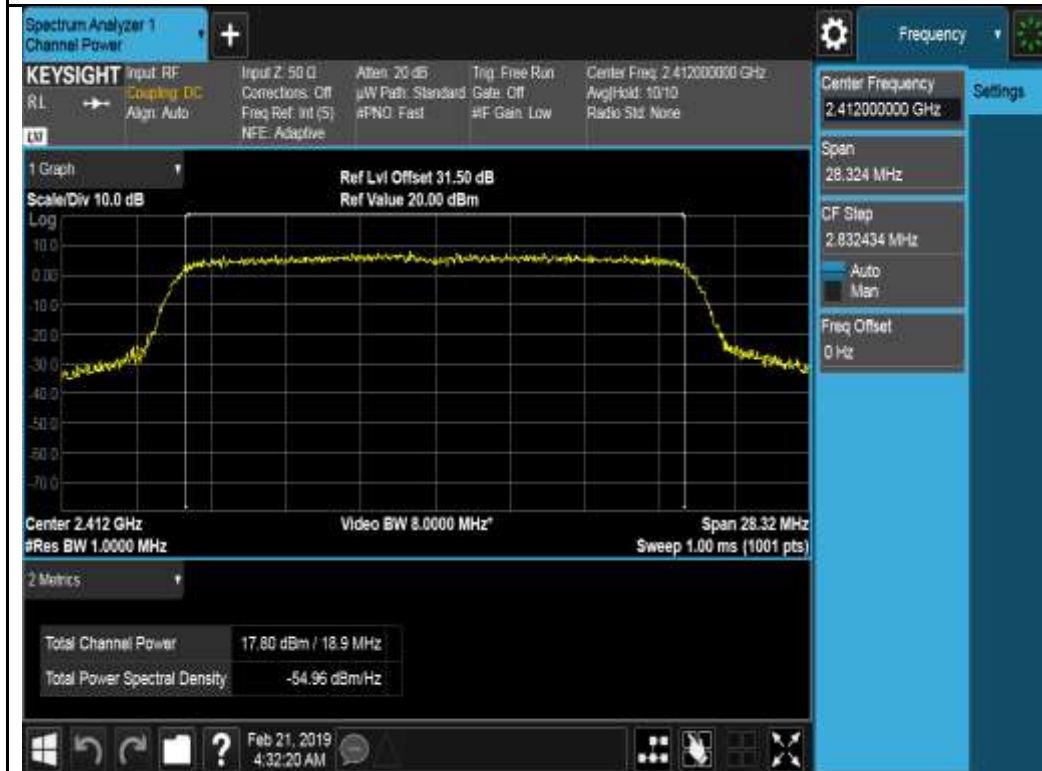 Spectrum Analyzer 1
Channel Power
+
Frequency
KEYSIGHT
RL
LXI
Input: RF
Coupling: DC
Align: Auto
Input Z: 50 Ω
Corrections: Off
Freq Ref: Int (S)
NFE: Adaptive
Atten: 20 dB
µW Path: Standard
#PNO: Fast
Trig: Free Run
Gate: Off
#IF Gain: Low
Center Freq: 2.412000000 GHz
Avg|Hold: 10/10
Radio Std: None
Center Frequency
2.412000000 GHz
Settings
Span
28.324 MHz
CF Step
2.832434 MHz
Auto
Man
Freq Offset
0 Hz
1 Graph
Scale/Div 10.0 dB
Ref Lvl Offset 31.50 dB
Ref Value 20.00 dBm
Log
10.0
0.00
-10.0
-20.0
-30.0
-40.0
-50.0
-60.0
-70.0
Center 2.412 GHz
#Res BW 1.0000 MHz
Video BW 8.0000 MHz*
Span 28.32 MHz
Sweep 1.00 ms (1001 pts)
2 Metrics
Total Channel Power 17.80 dBm / 18.9 MHz
Total Power Spectral Density -54.96 dBm/Hz
?
Feb 21, 2019
4:32:20 AM